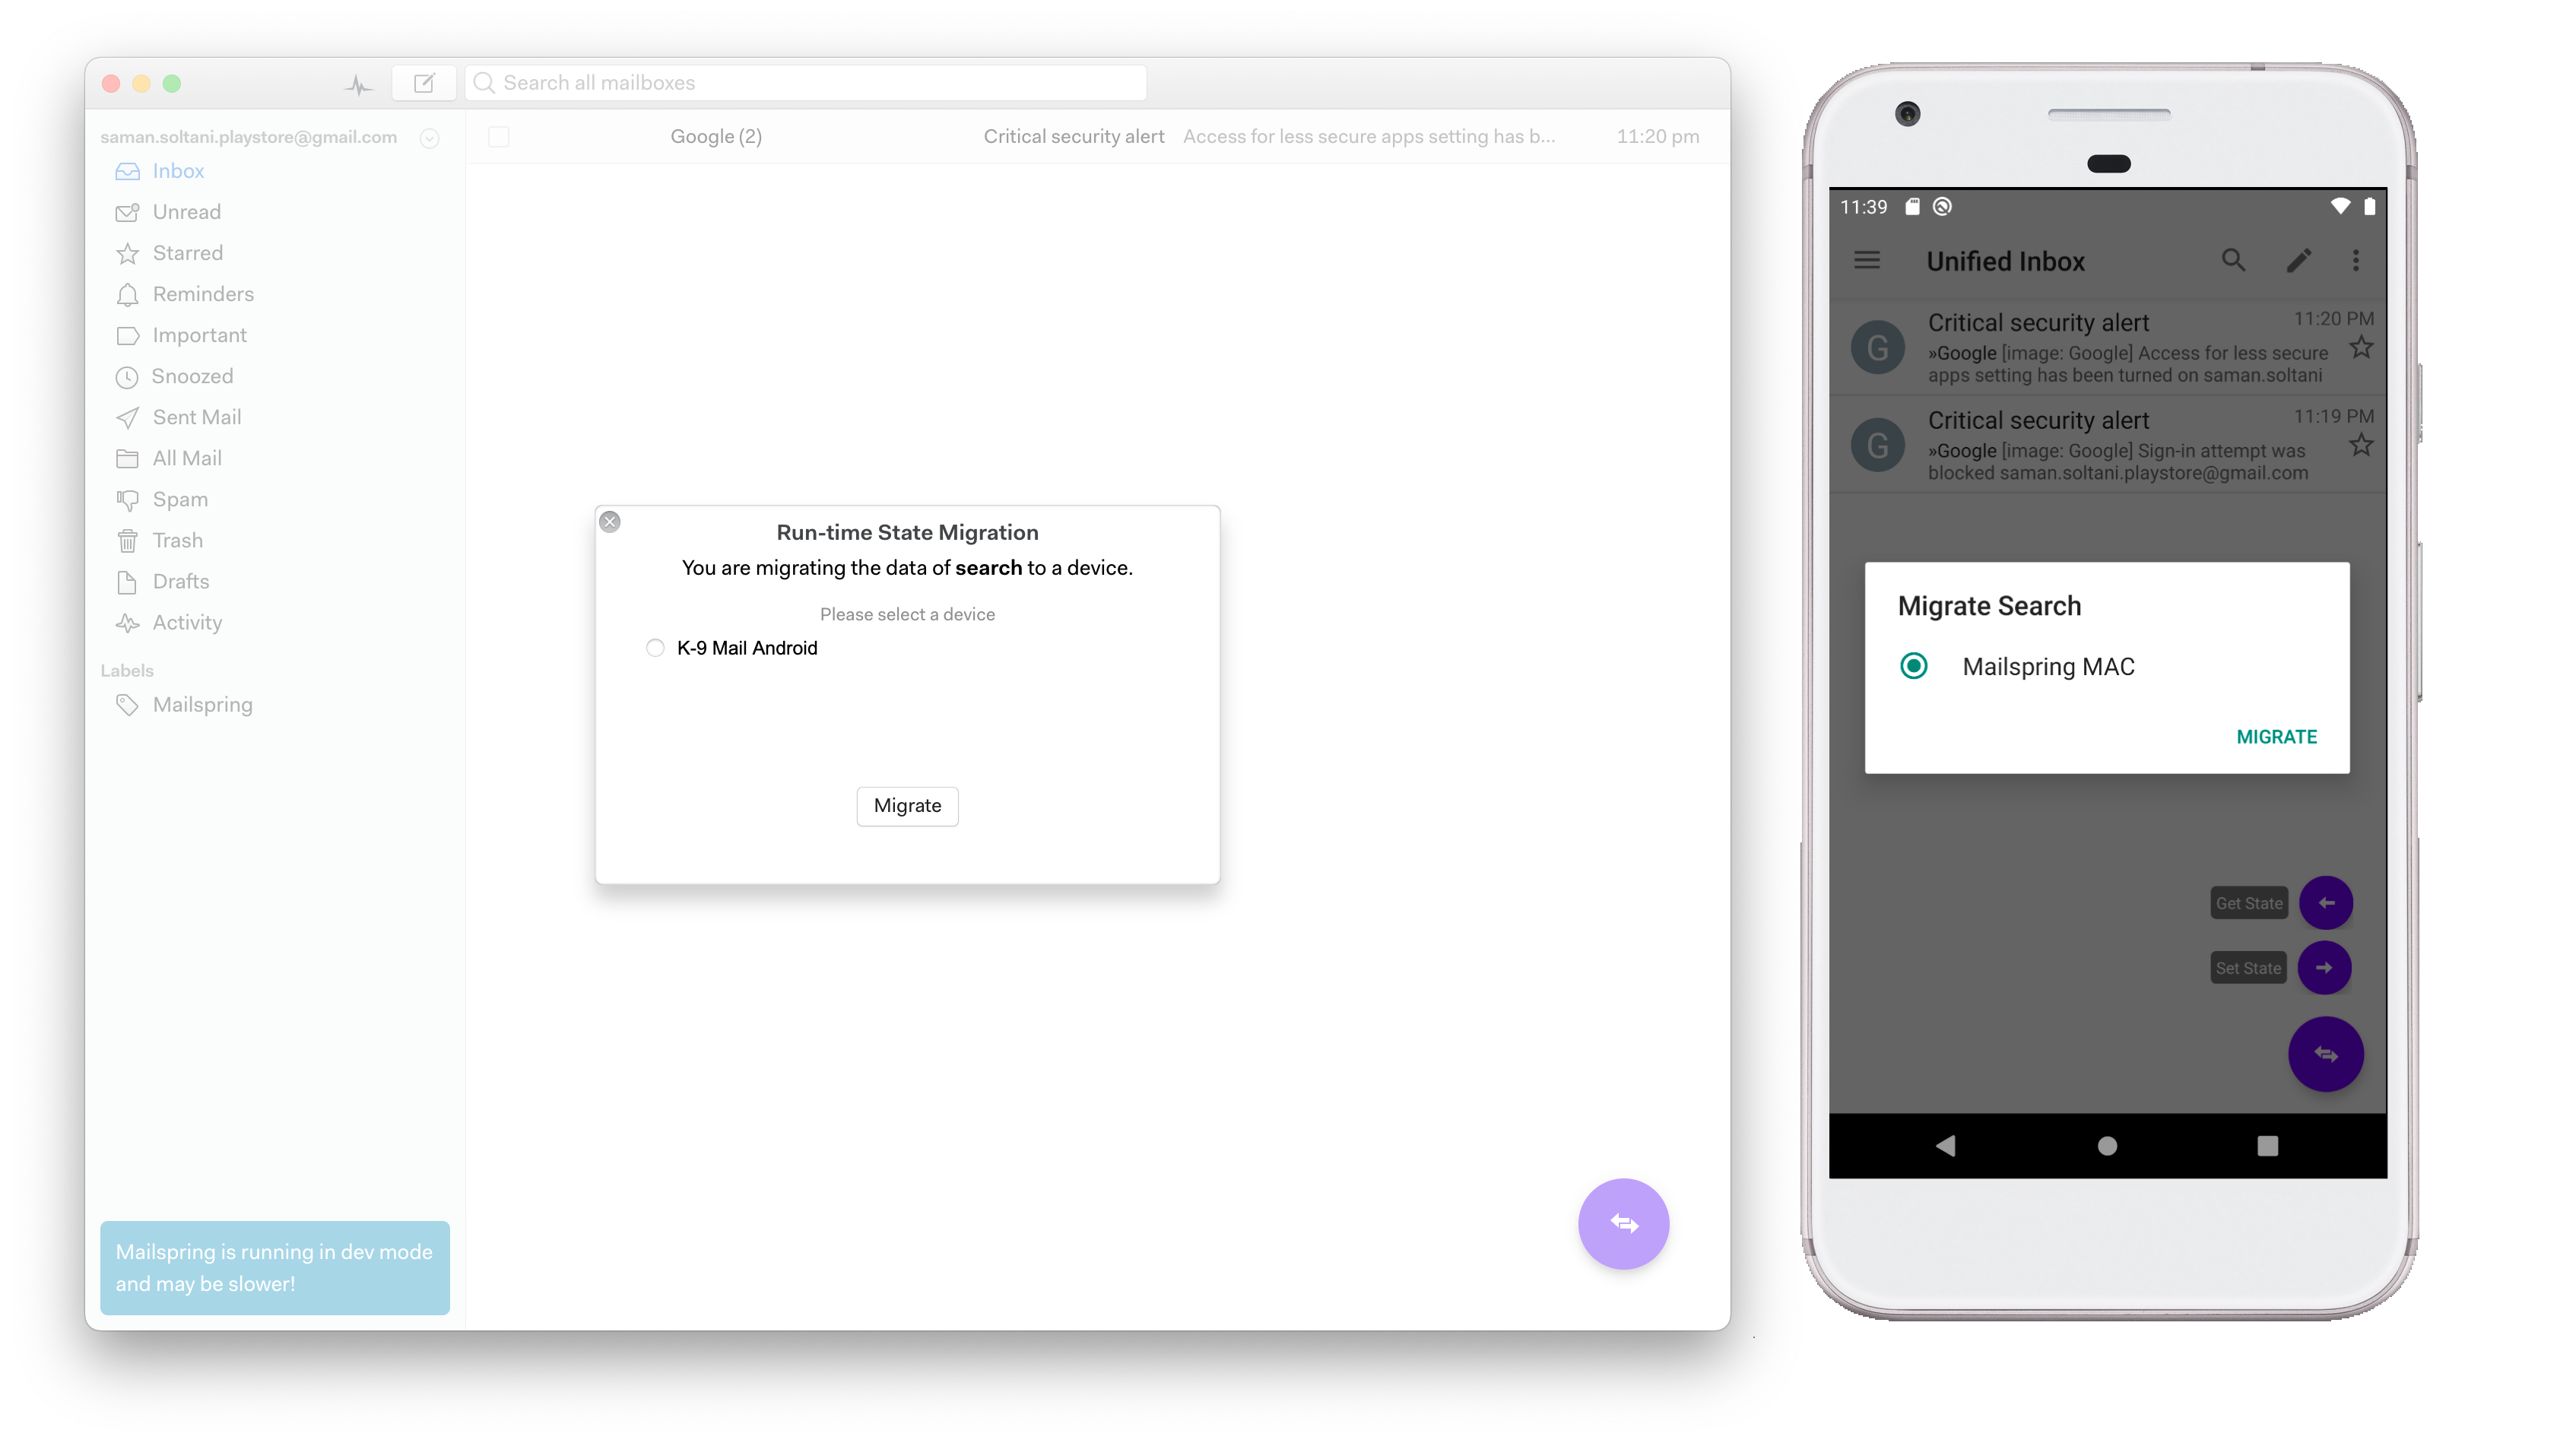 Search all mailboxes
saman.soltani.playstore@gmail.com
Inbox
Unread
Starred
Reminders
Important
Snoozed
Sent Mail
All Mail
Spam
Trash
Drafts
Activity
Labels
Mailspring
Mailspring is running in dev mode
and may be slower!
Google (2) Critical security alert Access for less secure apps setting has b... 11:20 pm
Run-time State Migration
You are migrating the data of search to a device.
Please select a device
K-9 Mail Android
Migrate
11:39
Unified Inbox
Critical security alert 11:20 PM
G
»Google [image: Google] Access for less secure
apps setting has been turned on saman.soltani
Critical security alert 11:19 PM
G
»Google [image: Google] Sign-in attempt was
blocked saman.soltani.playstore@gmail.com
Migrate Search
Mailspring MAC
MIGRATE
Get State
Set State